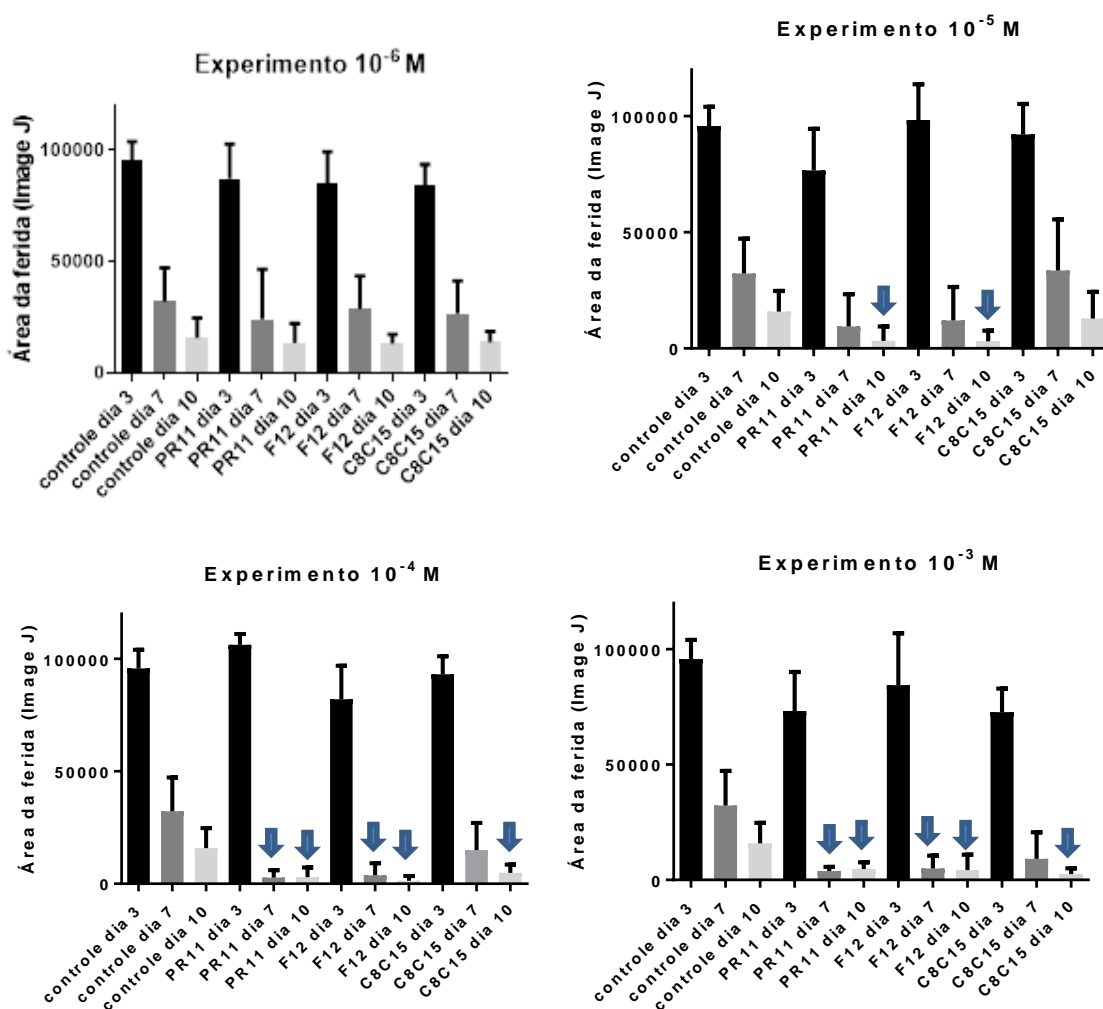 Experimento 10⁻⁶ M
Área da ferida (Image J)
100000
50000
0
controle dia 3
controle dia 7
controle dia 10
PR11 dia 3
PR11 dia 7
PR11 dia 10
F12 dia 3
F12 dia 7
F12 dia 10
C8C15 dia 3
C8C15 dia 7
C8C15 dia 10
Experimento 10⁻⁵ M
Área da ferida (Image J)
100000
50000
0
controle dia 3
controle dia 7
controle dia 10
PR11 dia 3
PR11 dia 7
PR11 dia 10
F12 dia 3
F12 dia 7
F12 dia 10
C8C15 dia 3
C8C15 dia 7
C8C15 dia 10
Experimento 10⁻⁴ M
Área da ferida (Image J)
100000
50000
0
controle dia 3
controle dia 7
controle dia 10
PR11 dia 3
PR11 dia 7
PR11 dia 10
F12 dia 3
F12 dia 7
F12 dia 10
C8C15 dia 3
C8C15 dia 7
C8C15 dia 10
Experimento 10⁻³ M
Área da ferida (Image J)
100000
50000
0
controle dia 3
controle dia 7
controle dia 10
PR11 dia 3
PR11 dia 7
PR11 dia 10
F12 dia 3
F12 dia 7
F12 dia 10
C8C15 dia 3
C8C15 dia 7
C8C15 dia 10